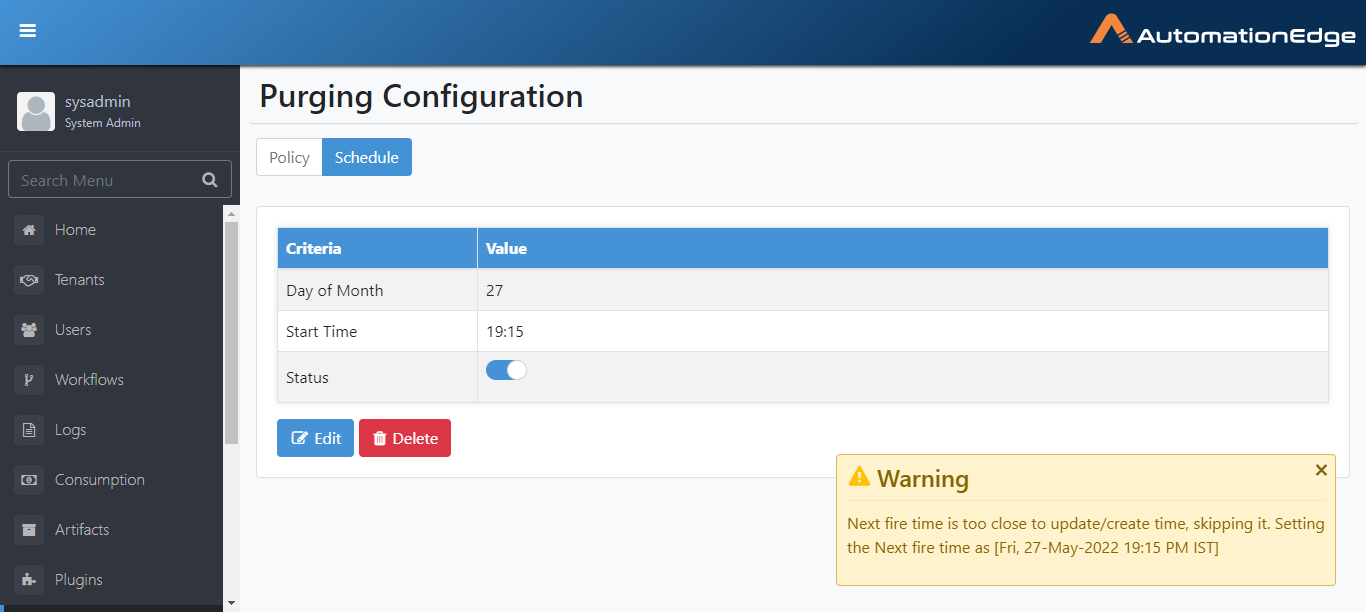 AutomationEdge
sysadmin
System Admin
Search Menu
Home
Tenants
Users
Workflows
Logs
Consumption
Artifacts
Plugins
Purging Configuration
Policy Schedule
Criteria Value
Day of Month 27
Start Time 19:15
Status
Edit Delete
Warning
Next fire time is too close to update/create time, skipping it. Setting
the Next fire time as [Fri, 27-May-2022 19:15 PM IST]